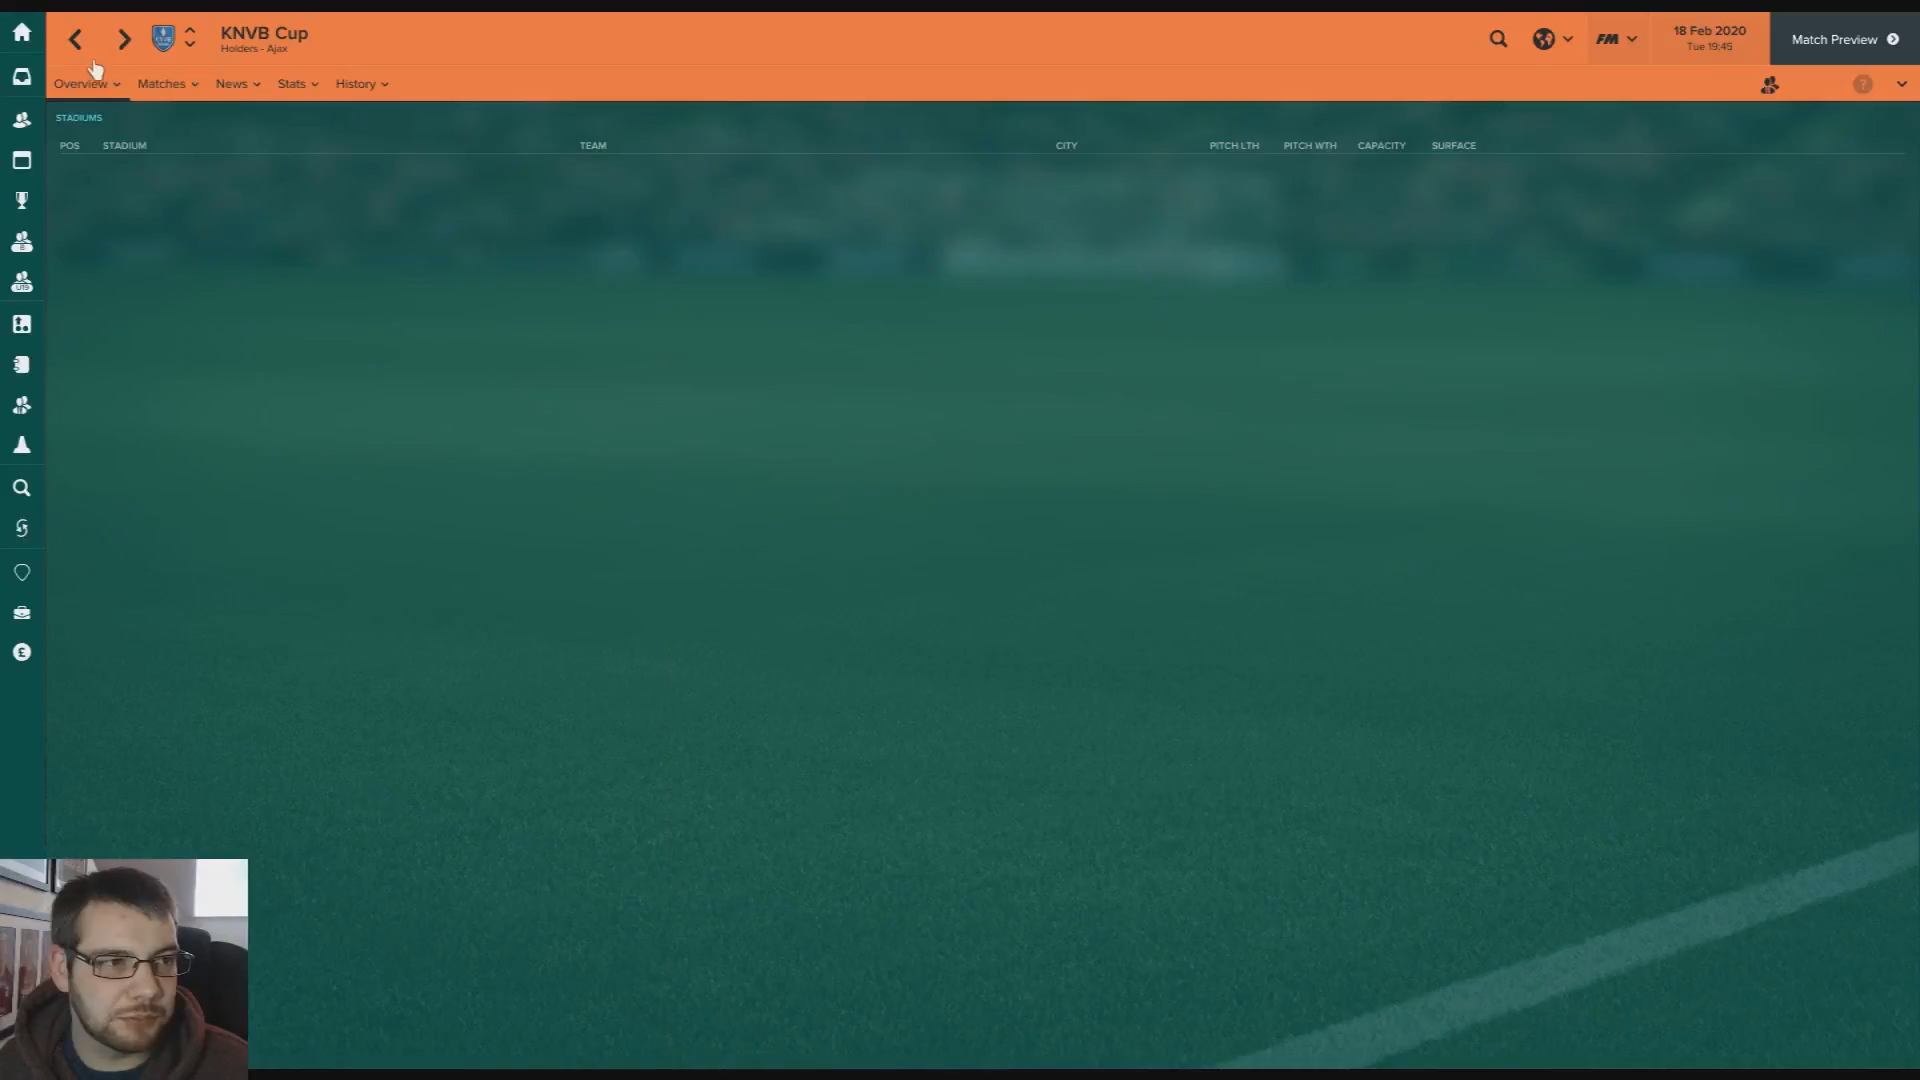 KNVB Cup
Holders - Ajax
FM
18 Feb 2020
Tue 19:45
Match Preview
Overview
Matches
News
Stats
History
?
STADIUMS
POS
STADIUM
TEAM
CITY
PITCH LTH
PITCH WTH
CAPACITY
SURFACE
B
U19
£